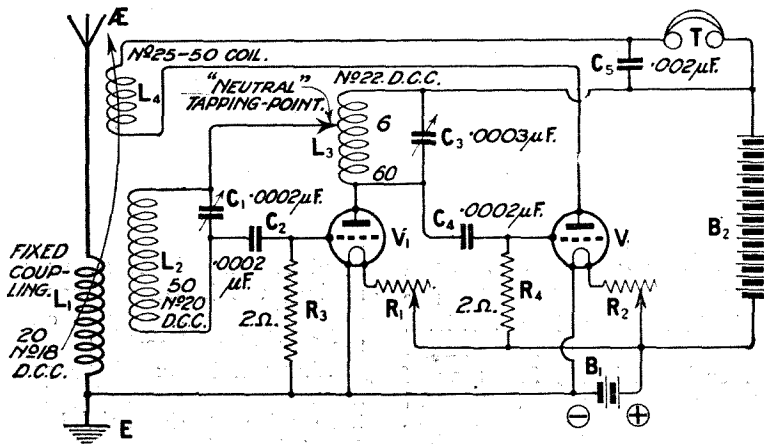 Æ
Nº25-50 COIL.
L4
"NEUTRAL"
TAPPING-POINT.
Nº22.D.C.C.
6
L3
60
C3 .0003µF.
C5 .002µF.
T
C1 .0002µF.
C2
.0002
µF.
L2
50
Nº20
D.C.C.
FIXED
COUP-
LING.
L1
20
Nº18
D.C.C.
V1
C4
.0002µF.
V
B2
R3
2Ω.
R1
R4
2Ω.
R2
B1
E
−
+